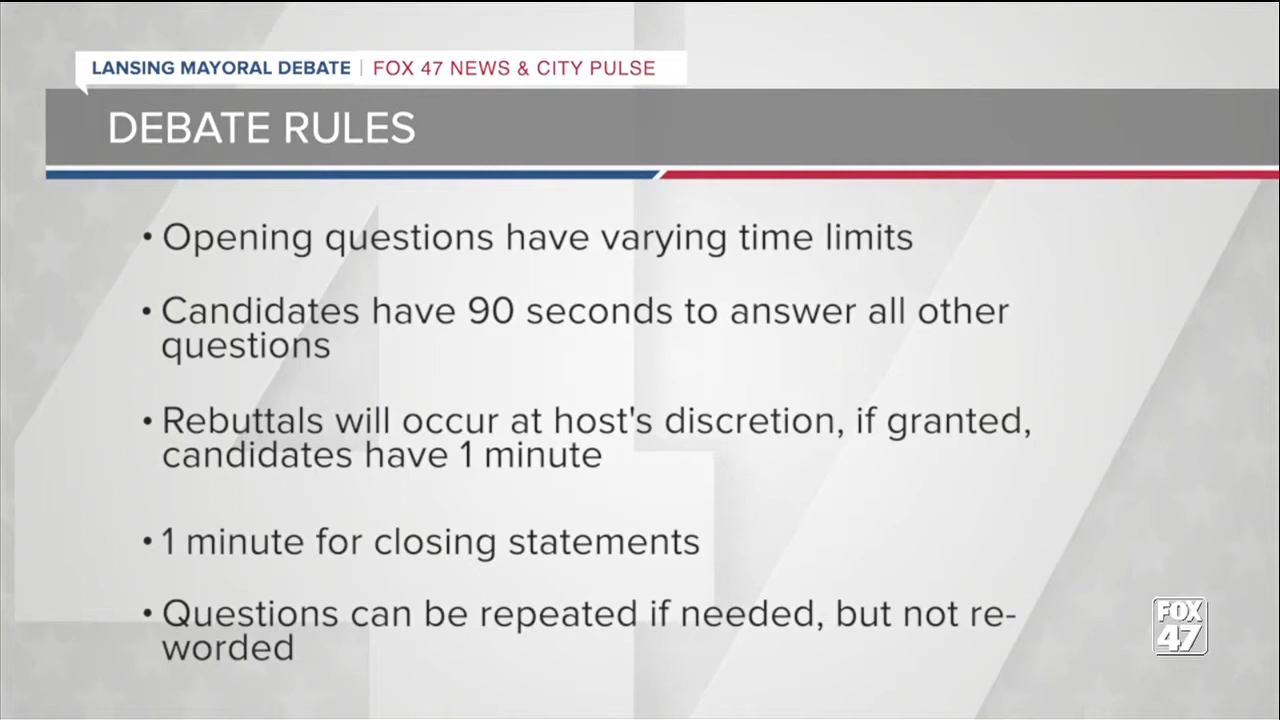 LANSING MAYORAL DEBATE | FOX 47 NEWS & CITY PULSE
DEBATE RULES
• Opening questions have varying time limits
• Candidates have 90 seconds to answer all other
questions
• Rebuttals will occur at host's discretion, if granted,
candidates have 1 minute
• 1 minute for closing statements
• Questions can be repeated if needed, but not re-
worded
FOX
47